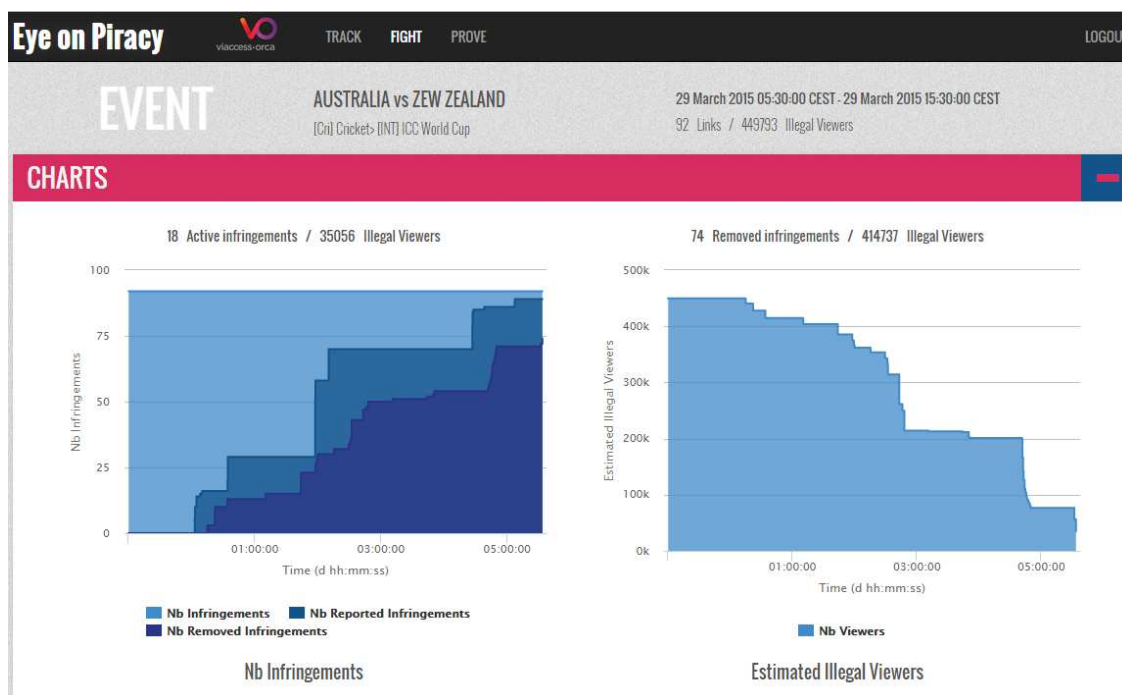 Eye on Piracy
viaccess-orca
TRACK FIGHT PROVE
LOGOU
EVENT
AUSTRALIA vs ZEW ZEALAND
[Cri] Cricket> [INT] ICC World Cup
29 March 2015 05:30:00 CEST - 29 March 2015 15:30:00 CEST
92 Links / 449793 Illegal Viewers
CHARTS
18 Active infringements / 35056 Illegal Viewers
100
75
50
25
0
Nb Infringements
01:00:00 03:00:00 05:00:00
Time (d hh:mm:ss)
Nb Infringements Nb Reported Infringements
Nb Removed Infringements
Nb Infringements
74 Removed infringements / 414737 Illegal Viewers
500k
400k
300k
200k
100k
0k
Estimated Illegal Viewers
01:00:00 03:00:00 05:00:00
Time (d hh:mm:ss)
Nb Viewers
Estimated Illegal Viewers